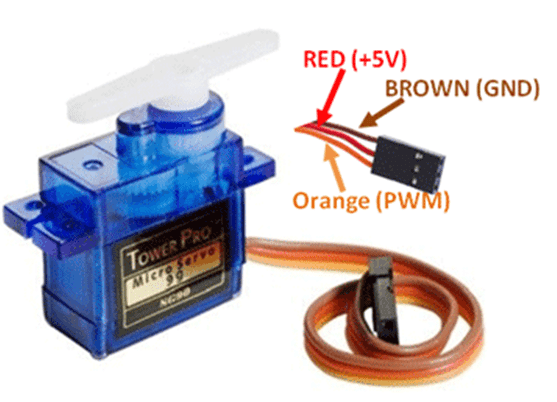 RED (+5V)
BROWN (GND)
Orange (PWM)
TOWER PRO
Micro Servo
9g
SG90